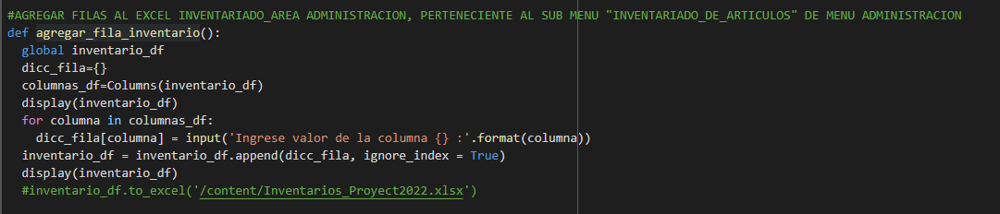 #AGREGAR FILAS AL EXCEL INVENTARIADO_AREA ADMINISTRACION, PERTENECIENTE AL SUB MENU "INVENTARIADO_DE_ARTICULOS" DE MENU ADMINISTRACION
def agregar_fila_inventario():
  global inventario_df
  dicc_fila={}
  columnas_df=Columns(inventario_df)
  display(inventario_df)
  for columna in columnas_df:
    dicc_fila[columna] = input('Ingrese valor de la columna {} :'.format(columna))
  inventario_df = inventario_df.append(dicc_fila, ignore_index = True)
  display(inventario_df)
  #inventario_df.to_excel('/content/Inventarios_Proyect2022.xlsx')